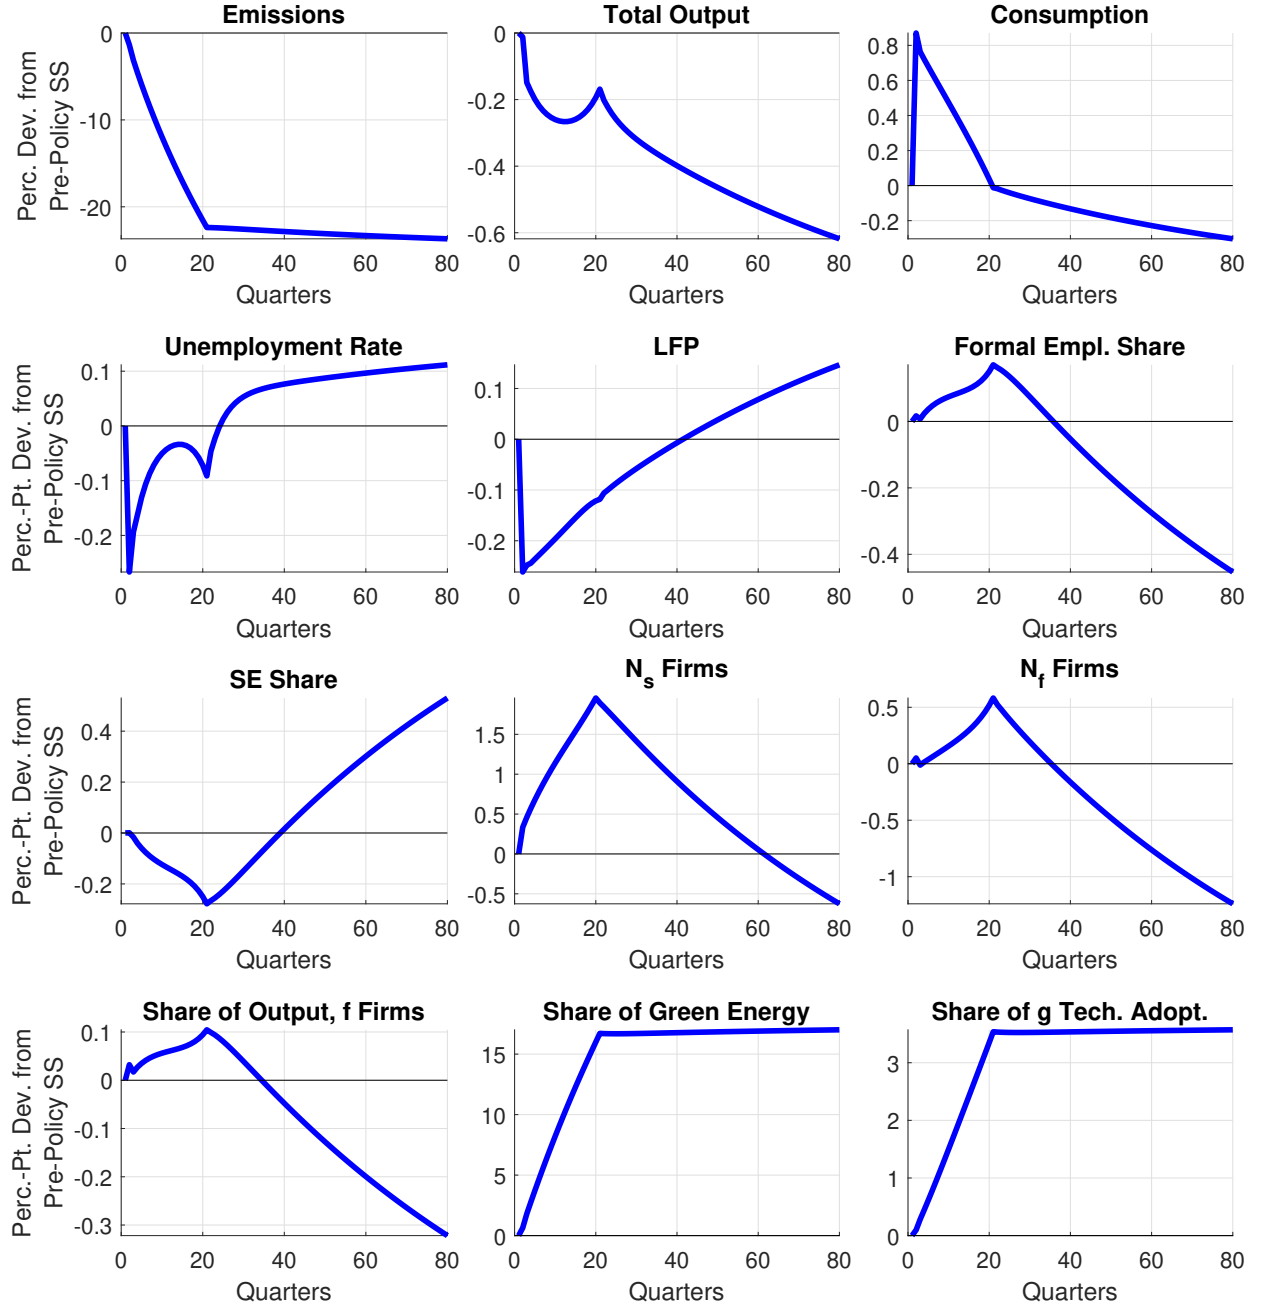 Emissions
Total Output
Consumption
Perc. Dev. from
Pre-Policy SS
0
-10
-20
0 20 40 60 80
Quarters
0
-0.2
-0.4
-0.6
0 20 40 60 80
Quarters
0.8
0.6
0.4
0.2
0
-0.2
0 20 40 60 80
Quarters
Unemployment Rate
LFP
Formal Empl. Share
Perc.-Pt. Dev. from
Pre-Policy SS
0.1
0
-0.1
-0.2
0 20 40 60 80
Quarters
0.1
0
-0.1
-0.2
0 20 40 60 80
Quarters
0
-0.2
-0.4
0 20 40 60 80
Quarters
SE Share
N_s Firms
N_f Firms
Perc.-Pt. Dev. from
Pre-Policy SS
0.4
0.2
0
-0.2
0 20 40 60 80
Quarters
1.5
1
0.5
0
-0.5
0 20 40 60 80
Quarters
0.5
0
-0.5
-1
0 20 40 60 80
Quarters
Share of Output, f Firms
Share of Green Energy
Share of g Tech. Adopt.
Perc.-Pt. Dev. from
Pre-Policy SS
0.1
0
-0.1
-0.2
-0.3
0 20 40 60 80
Quarters
15
10
5
0
0 20 40 60 80
Quarters
3
2
1
0
0 20 40 60 80
Quarters